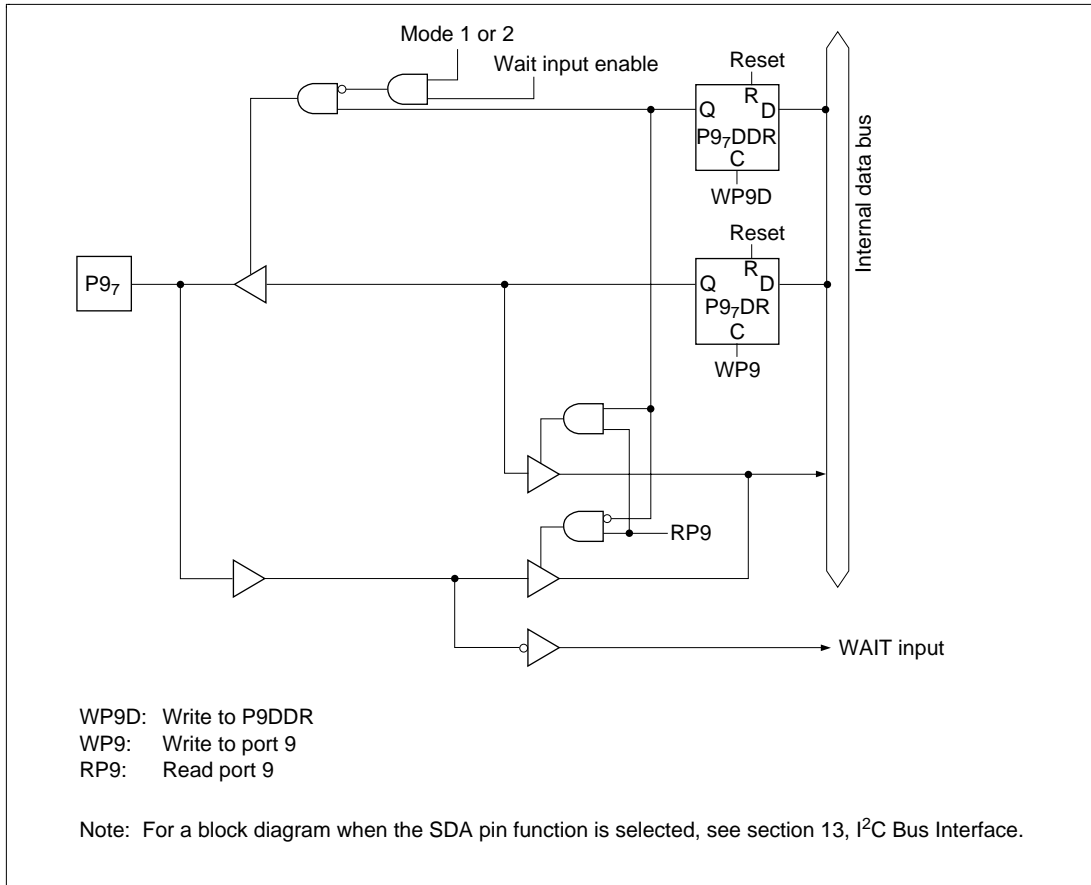 Mode 1 or 2
Wait input enable
Reset
R
Q
D
P9₇DDR
C
WP9D
Internal data bus
Reset
R
Q
D
P9₇DR
C
WP9
P9₇
RP9
WAIT input
WP9D: Write to P9DDR
WP9: Write to port 9
RP9: Read port 9
Note: For a block diagram when the SDA pin function is selected, see section 13, I²C Bus Interface.